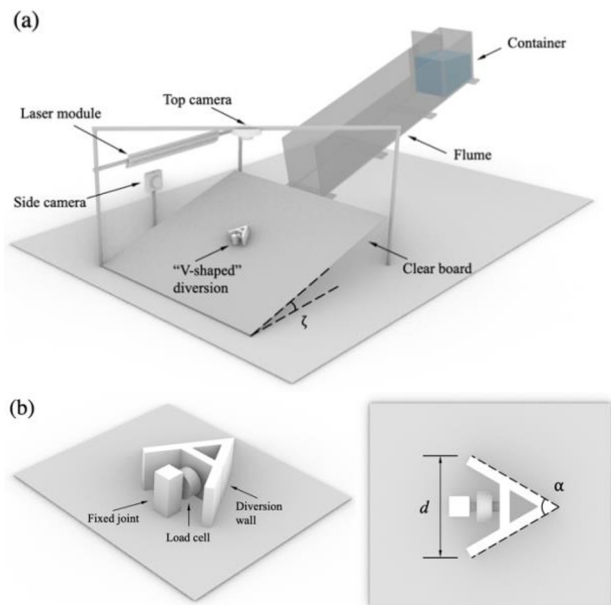 (a)
Container
Top camera
Laser module
Flume
Side camera
“V-shaped”
diversion
Clear board
ζ
(b)
Fixed joint
Load cell
Diversion
wall
d
α